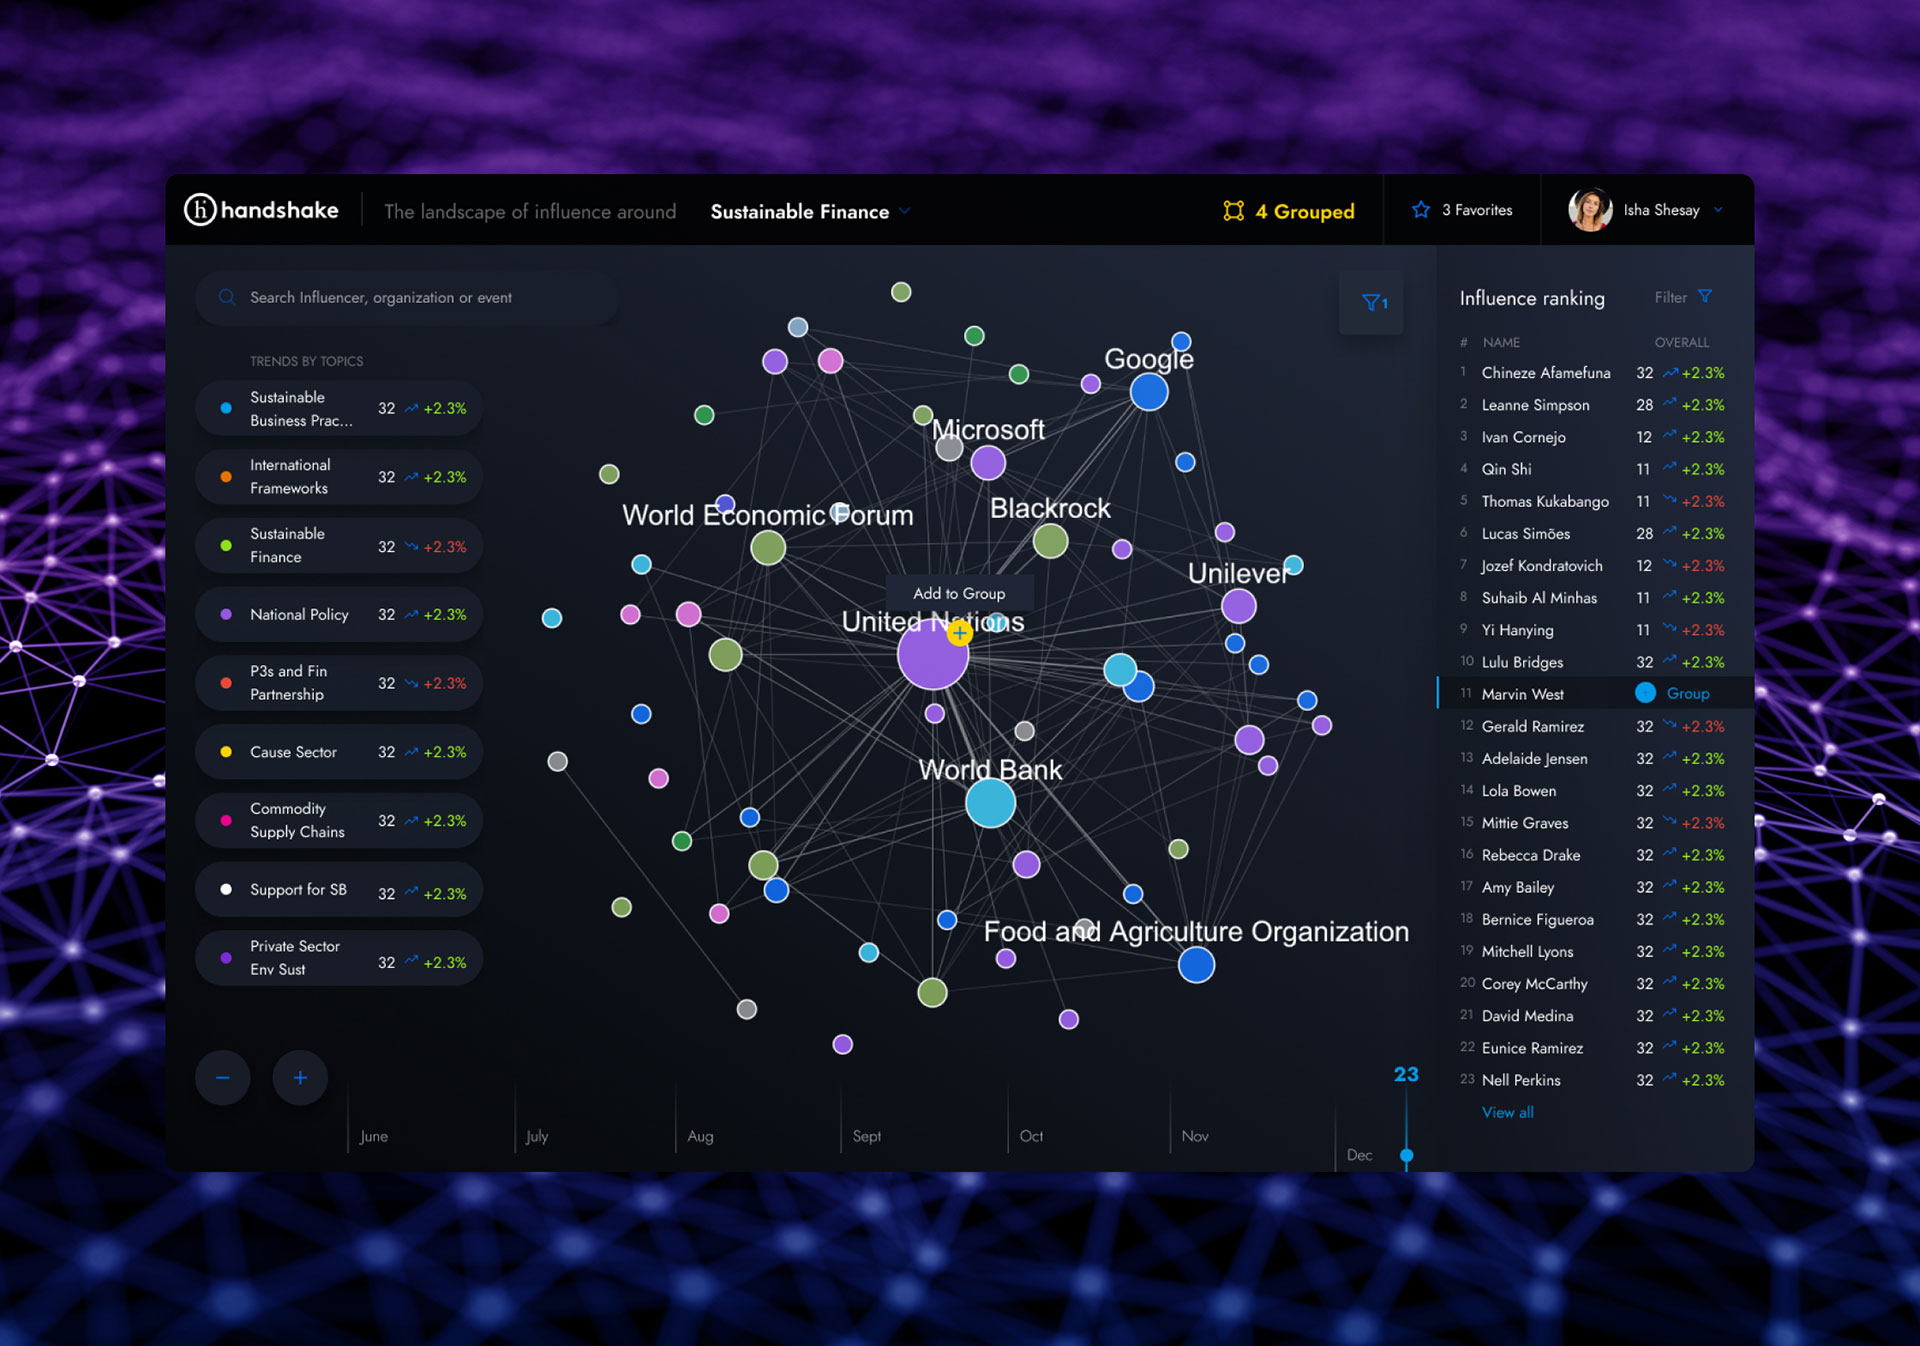 handshake
The landscape of influence around
Sustainable Finance
4 Grouped
3 Favorites
Isha Shesay
Search Influencer, organization or event
TRENDS BY TOPICS
Sustainable
Business Prac...
32 +2.3%
International
Frameworks
32 +2.3%
Sustainable
Finance
32 +2.3%
National Policy
32 +2.3%
P3s and Fin
Partnership
32 +2.3%
Cause Sector
32 +2.3%
Commodity
Supply Chains
32 +2.3%
Support for SB
32 +2.3%
Private Sector
Env Sust
32 +2.3%
− +
1
Google
Microsoft
World Economic Forum
Blackrock
Unilever
Add to Group
United Nations
+
World Bank
Food and Agriculture Organization
June
July
Aug
Sept
Oct
Nov
Dec
23
Influence ranking
Filter
# NAME OVERALL
1 Chineze Afamefuna 32 +2.3%
2 Leanne Simpson 28 +2.3%
3 Ivan Cornejo 12 +2.3%
4 Qin Shi 11 +2.3%
5 Thomas Kukabango 11 +2.3%
6 Lucas Simões 28 +2.3%
7 Jozef Kondratovich 12 +2.3%
8 Suhaib Al Minhas 11 +2.3%
9 Yi Hanying 11 +2.3%
10 Lulu Bridges 32 +2.3%
11 Marvin West + Group
12 Gerald Ramirez 32 +2.3%
13 Adelaide Jensen 32 +2.3%
14 Lola Bowen 32 +2.3%
15 Mittie Graves 32 +2.3%
16 Rebecca Drake 32 +2.3%
17 Amy Bailey 32 +2.3%
18 Bernice Figueroa 32 +2.3%
19 Mitchell Lyons 32 +2.3%
20 Corey McCarthy 32 +2.3%
21 David Medina 32 +2.3%
22 Eunice Ramirez 32 +2.3%
23 Nell Perkins 32 +2.3%
View all